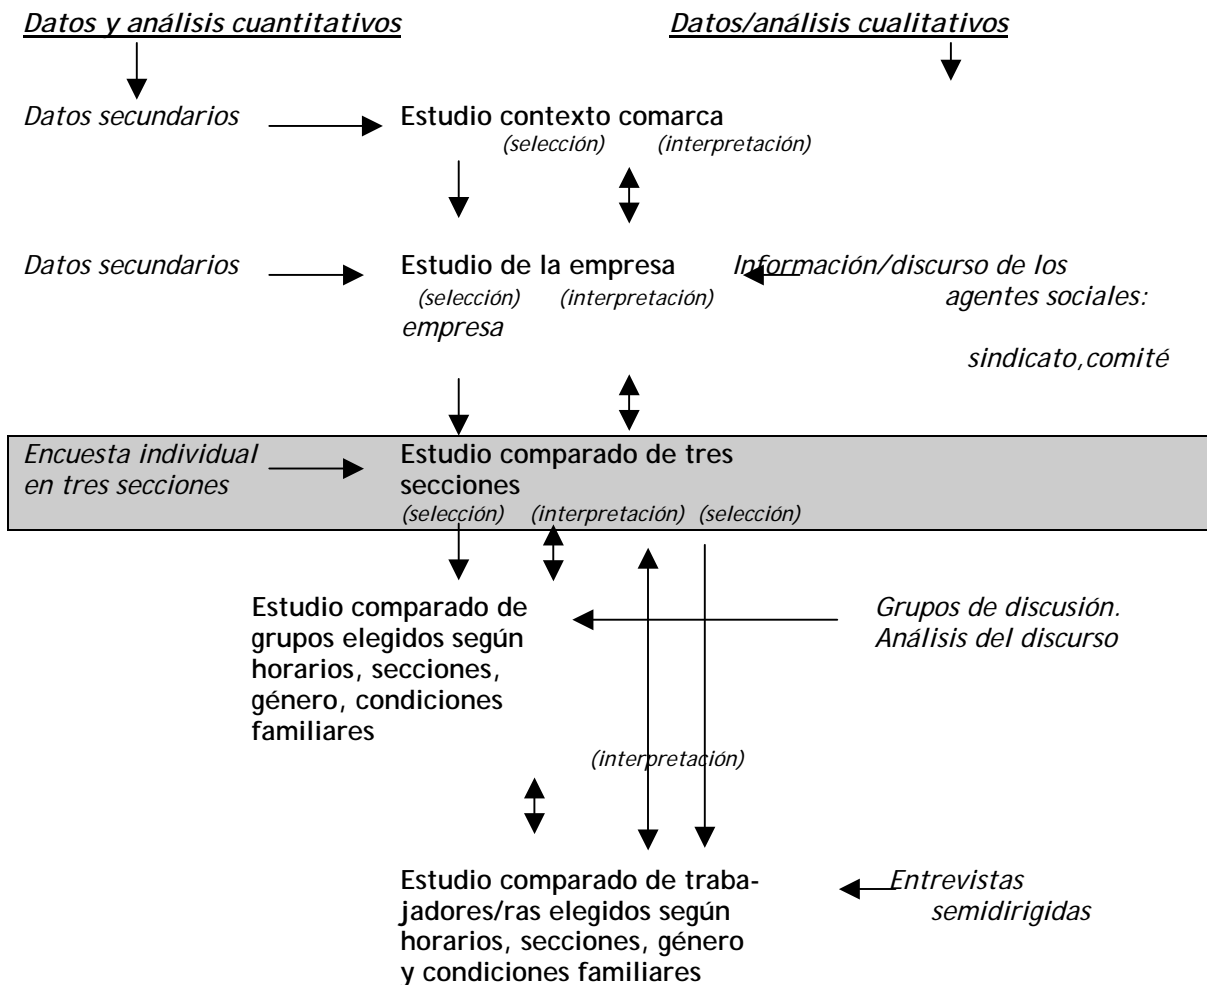 Datos y análisis cuantitativos
Datos/análisis cualitativos
Datos secundarios
Estudio contexto comarca
(selección) (interpretación)
Datos secundarios
Estudio de la empresa
(selección) (interpretación)
empresa
Información/discurso de los
agentes sociales:
sindicato,comité
Encuesta individual
en tres secciones
Estudio comparado de tres
secciones
(selección) (interpretación) (selección)
Estudio comparado de
grupos elegidos según
horarios, secciones,
género, condiciones
familiares
Grupos de discusión.
Análisis del discurso
(interpretación)
Estudio comparado de traba-
jadores/ras elegidos según
horarios, secciones, género
y condiciones familiares
Entrevistas
semidirigidas